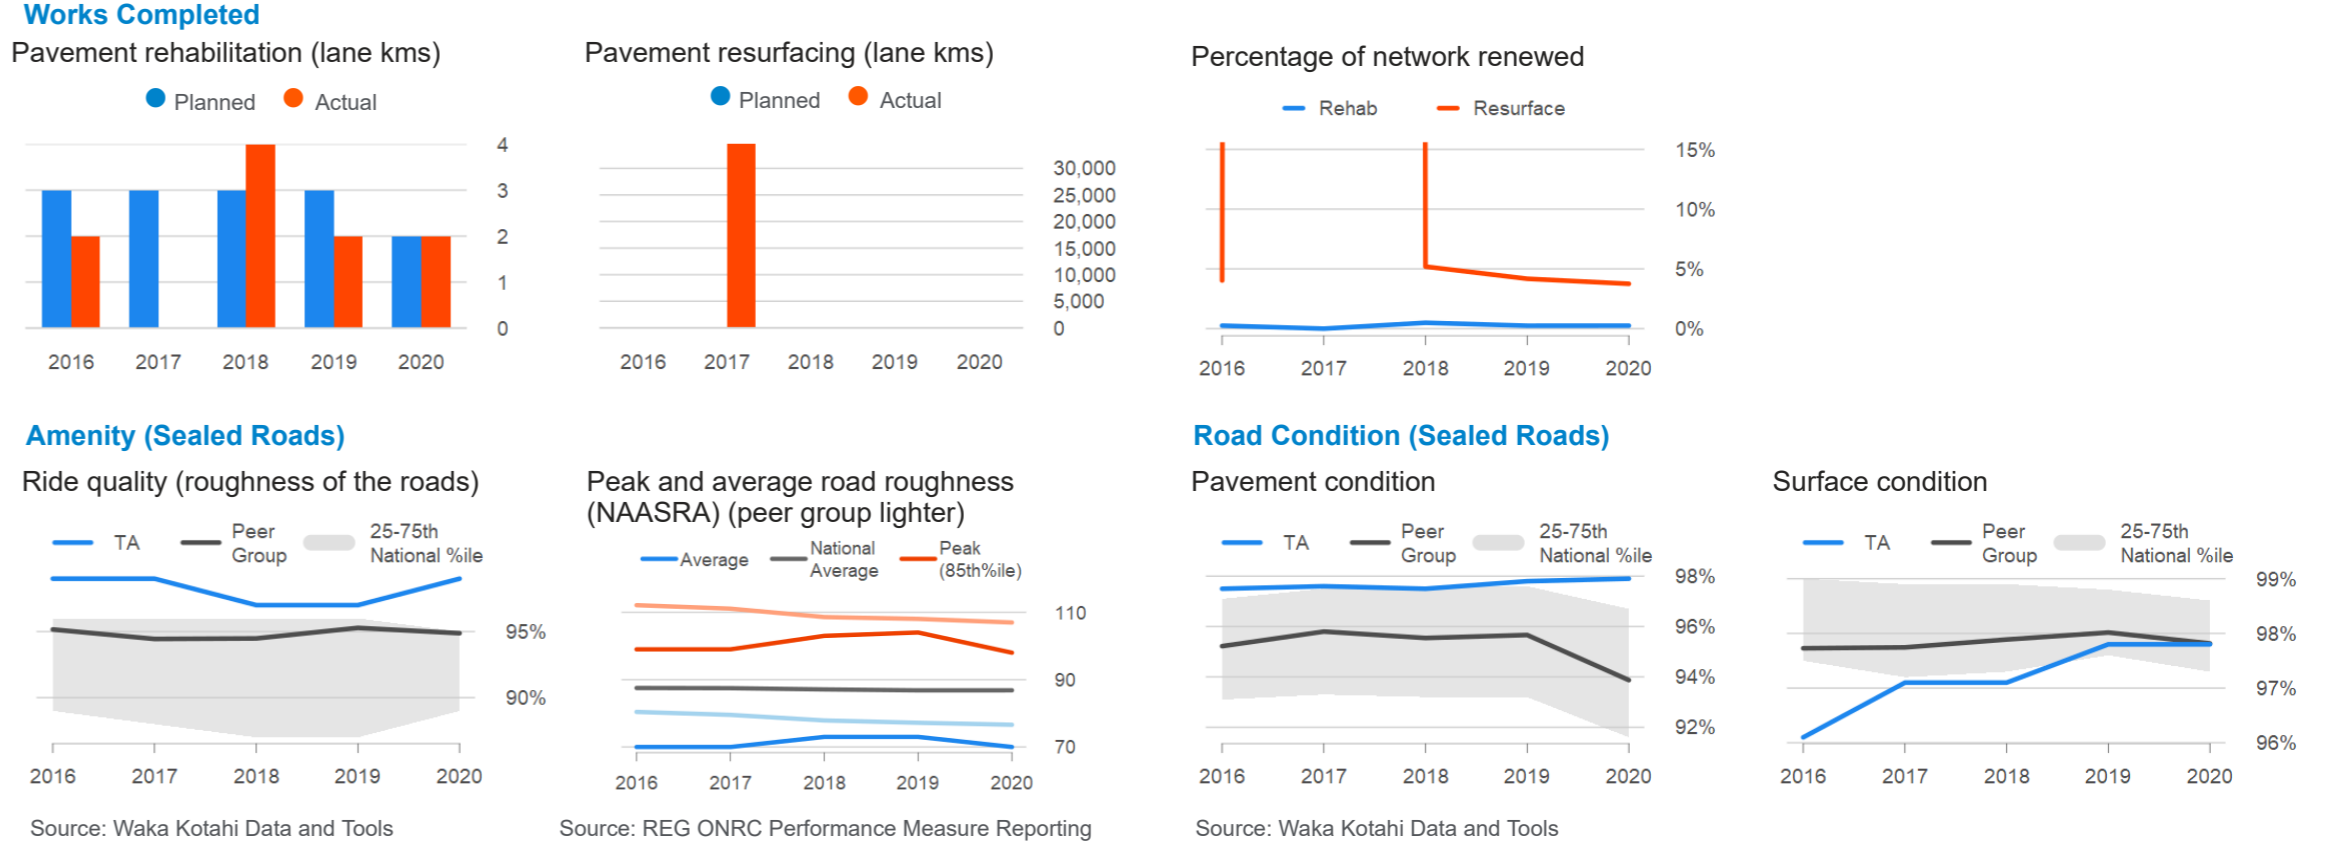 Works Completed
Pavement rehabilitation (lane kms)
Planned Actual
4
3
2
1
0
2016 2017 2018 2019 2020
Pavement resurfacing (lane kms)
Planned Actual
30,000
25,000
20,000
15,000
10,000
5,000
0
2016 2017 2018 2019 2020
Percentage of network renewed
Rehab Resurface
15%
10%
5%
0%
2016 2017 2018 2019 2020
Amenity (Sealed Roads)
Ride quality (roughness of the roads)
TA
Peer
Group
25-75th
National %ile
95%
90%
2016 2017 2018 2019 2020
Source: Waka Kotahi Data and Tools
Peak and average road roughness
(NAASRA) (peer group lighter)
Average
National
Average
Peak
(85th%ile)
110
90
70
2016 2017 2018 2019 2020
Source: REG ONRC Performance Measure Reporting
Road Condition (Sealed Roads)
Pavement condition
TA
Peer
Group
25-75th
National %ile
98%
96%
94%
92%
2016 2017 2018 2019 2020
Source: Waka Kotahi Data and Tools
Surface condition
TA
Peer
Group
25-75th
National %ile
99%
98%
97%
96%
2016 2017 2018 2019 2020